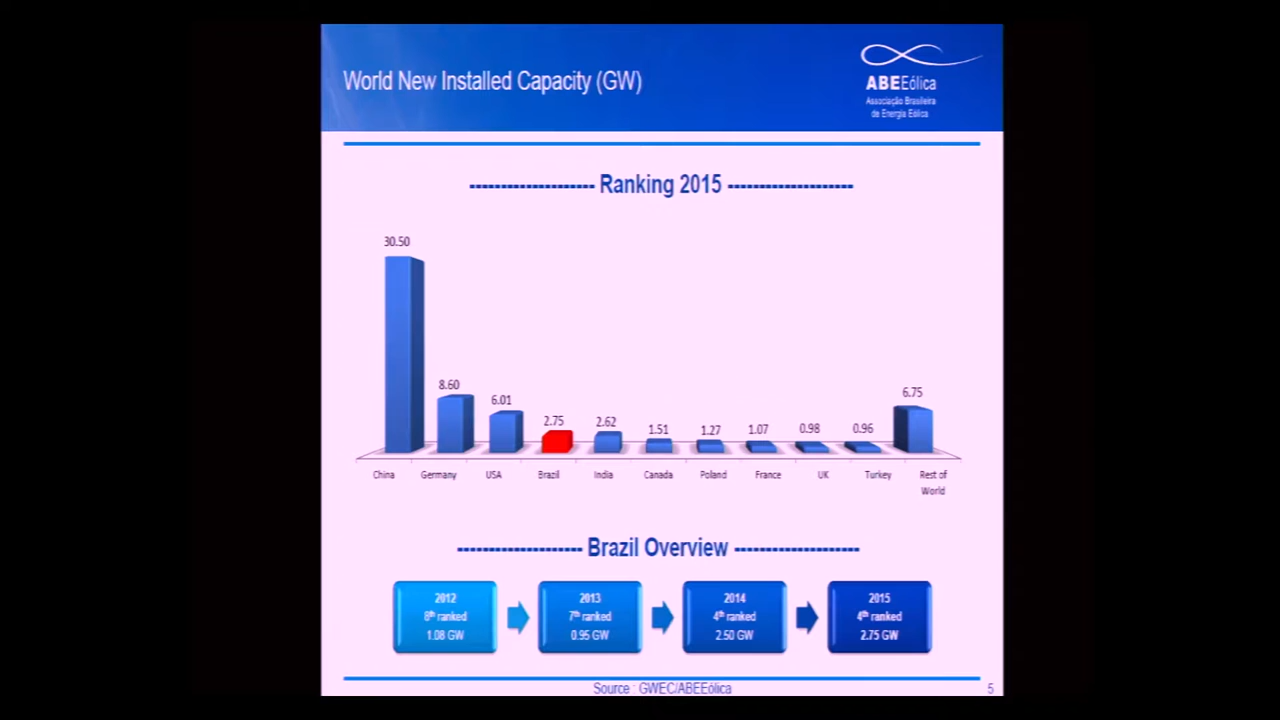 World New Installed Capacity (GW)
ABEEólica
Associação Brasileira
de Energia Eólica
-------------------- Ranking 2015 --------------------
30.50
8.60
6.01
2.75
2.62
1.51
1.27
1.07
0.98
0.96
6.75
China
Germany
USA
Brazil
India
Canada
Poland
France
UK
Turkey
Rest of
World
-------------------- Brazil Overview --------------------
2012
8th ranked
1.08 GW
2013
7th ranked
0.95 GW
2014
4th ranked
2.50 GW
2015
4th ranked
2.75 GW
Source : GWEC/ABEEólica
5